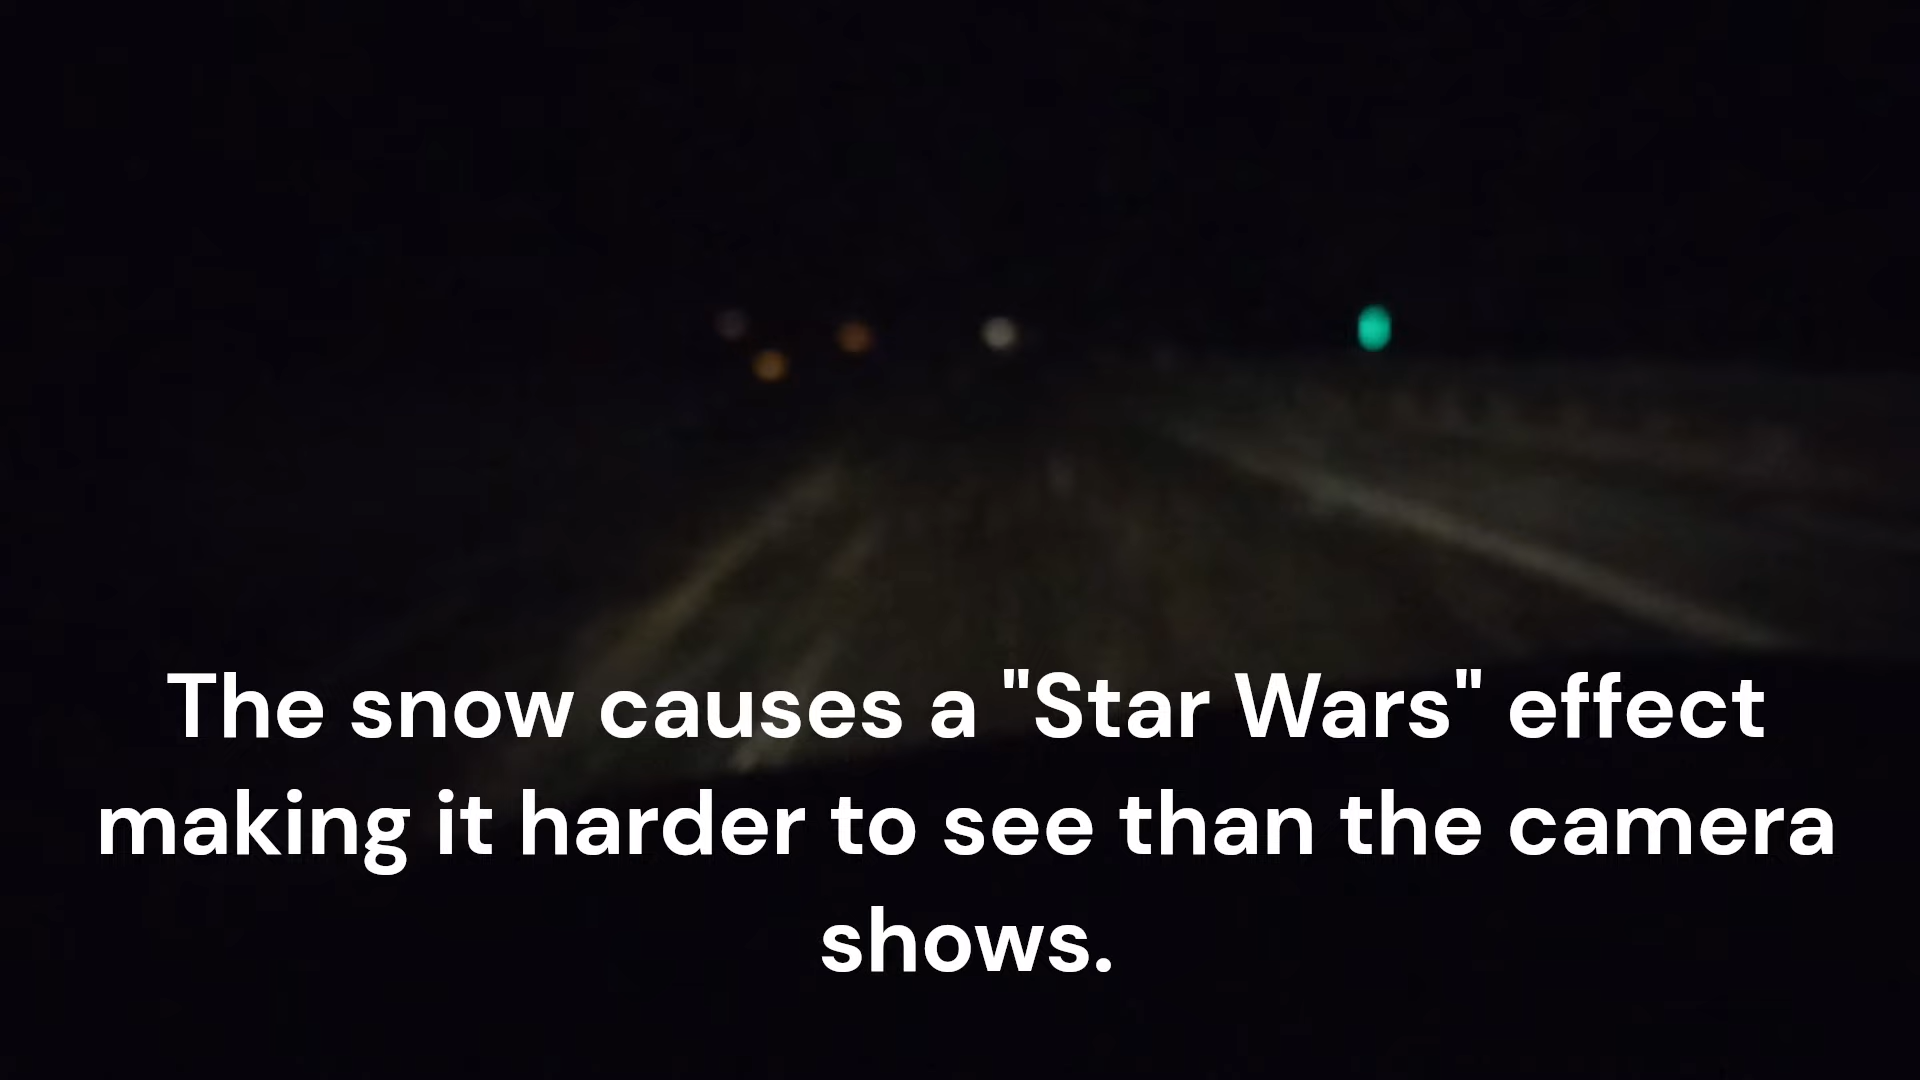 The snow causes a "Star Wars" effect
making it harder to see than the camera
shows.